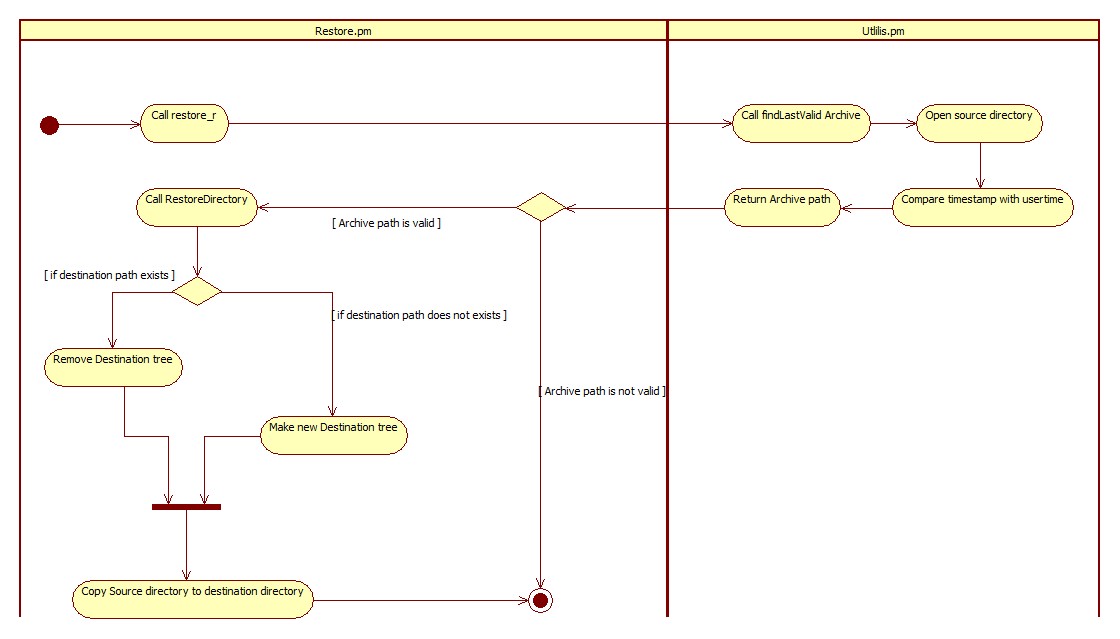 Restore.pm
Utlilis.pm
Call restore_r
Call findLastValid Archive
Open source directory
Call RestoreDirectory
Return Archive path
Compare timestamp with usertime
[ Archive path is valid ]
[ if destination path exists ]
[ if destination path does not exists ]
Remove Destination tree
[ Archive path is not valid ]
Make new Destination tree
Copy Source directory to destination directory